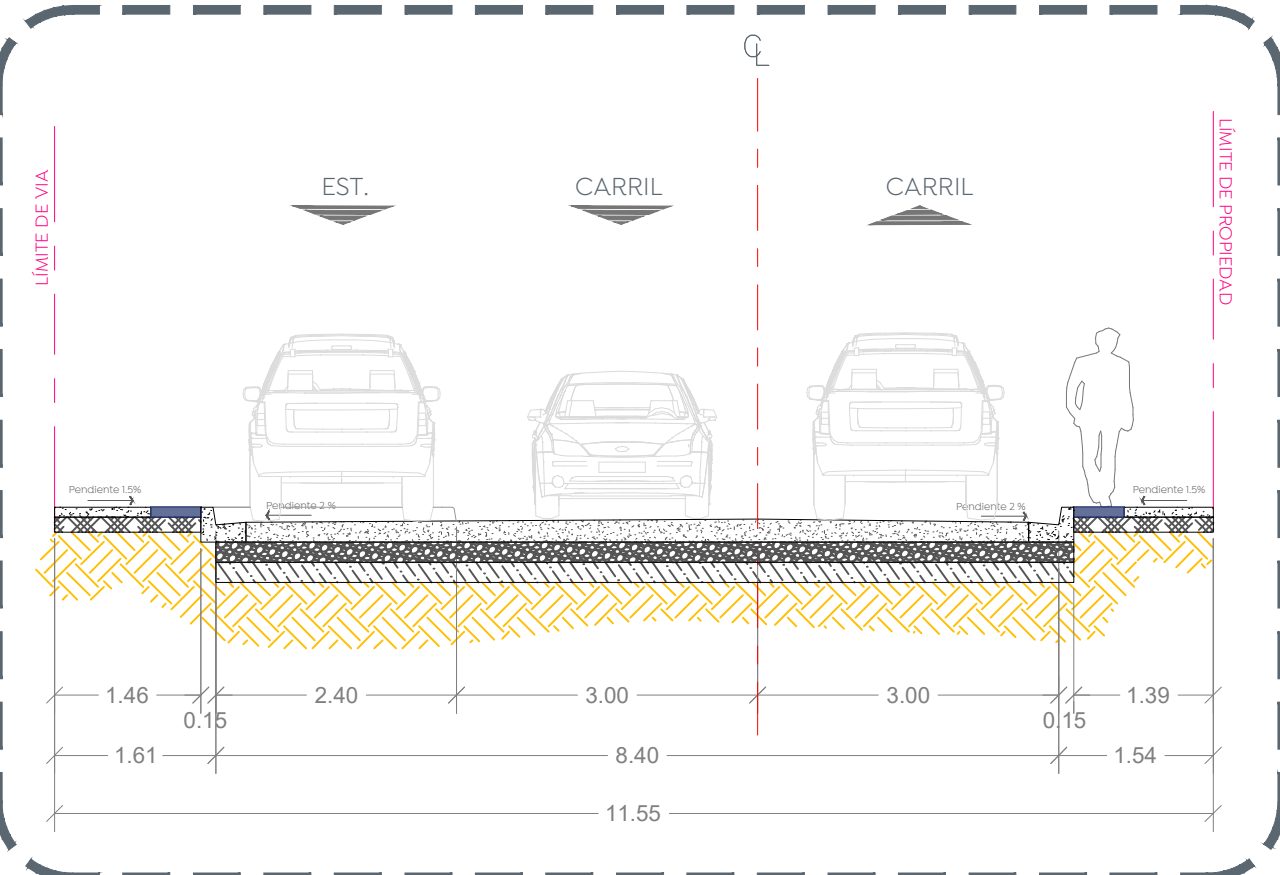 CL
EST.
CARRIL
CARRIL
LÍMITE DE VIA
LÍMITE DE PROPIEDAD
Pendiente 1.5%
Pendiente 2 %
Pendiente 2 %
Pendiente 1.5%
1.46
2.40
3.00
3.00
1.39
0.15
0.15
1.61
8.40
1.54
11.55